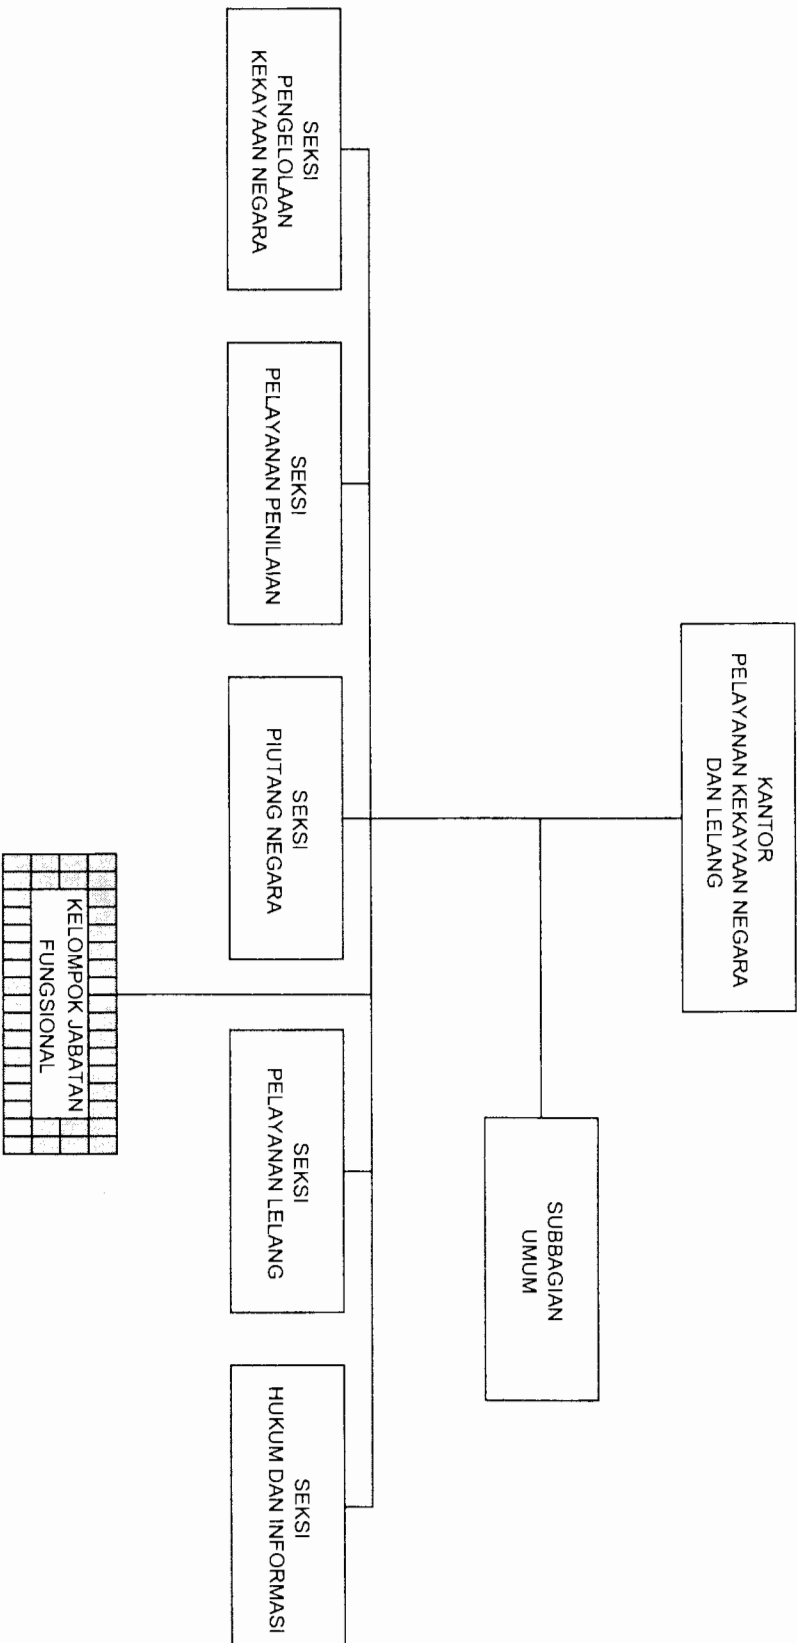 KANTOR
PELAYANAN KEKAYAAN NEGARA
DAN LELANG
SUBBAGIAN
UMUM
SEKSI
PENGELOLAAN
KEKAYAAN NEGARA
SEKSI
PELAYANAN PENILAIAN
SEKSI
PIUTANG NEGARA
SEKSI
PELAYANAN LELANG
SEKSI
HUKUM DAN INFORMASI
KELOMPOK JABATAN
FUNGSIONAL